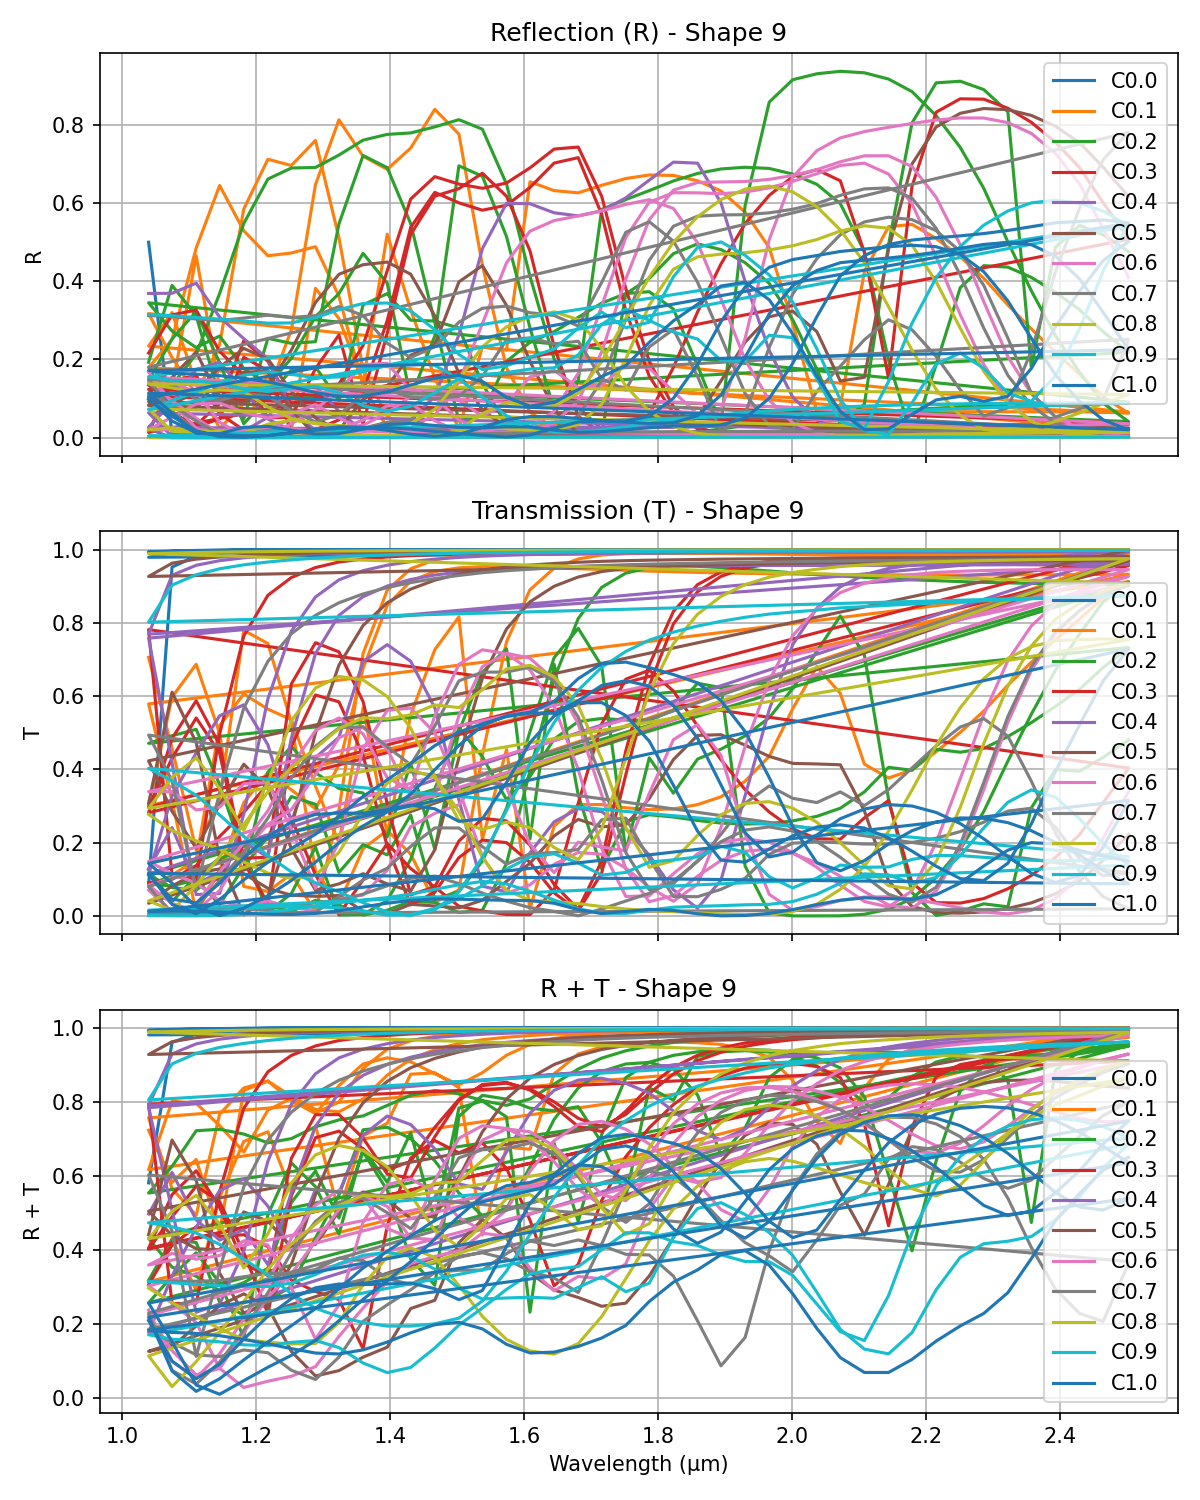 Reflection (R) - Shape 9
R
0.8
0.6
0.4
0.2
0.0
C0.0
C0.1
C0.2
C0.3
C0.4
C0.5
C0.6
C0.7
C0.8
C0.9
C1.0
Transmission (T) - Shape 9
T
1.0
0.8
0.6
0.4
0.2
0.0
C0.0
C0.1
C0.2
C0.3
C0.4
C0.5
C0.6
C0.7
C0.8
C0.9
C1.0
R + T - Shape 9
R + T
1.0
0.8
0.6
0.4
0.2
0.0
C0.0
C0.1
C0.2
C0.3
C0.4
C0.5
C0.6
C0.7
C0.8
C0.9
C1.0
1.0 1.2 1.4 1.6 1.8 2.0 2.2 2.4
Wavelength (μm)